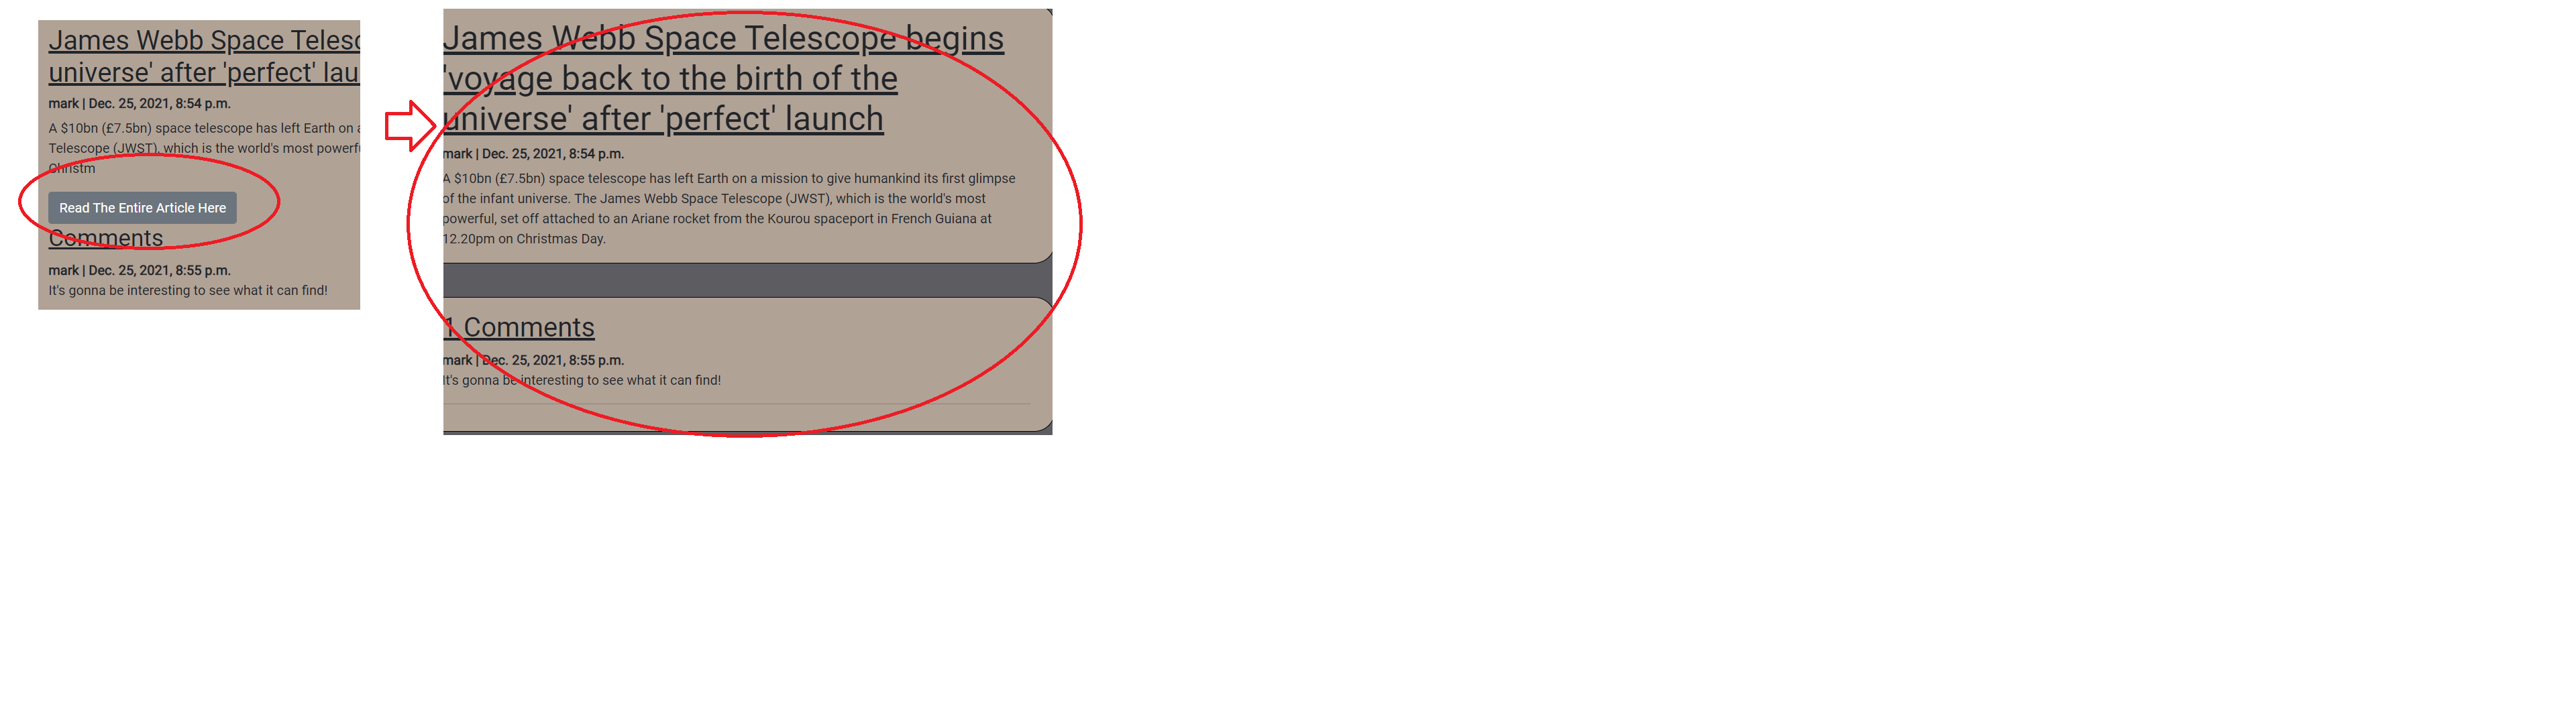 James Webb Space Telesc
universe' after 'perfect' lau
mark | Dec. 25, 2021, 8:54 p.m.
A $10bn (£7.5bn) space telescope has left Earth on a
Telescope (JWST), which is the world's most powerfu
Christm
Read The Entire Article Here
Comments
mark | Dec. 25, 2021, 8:55 p.m.
It's gonna be interesting to see what it can find!
James Webb Space Telescope begins
'voyage back to the birth of the
universe' after 'perfect' launch
mark | Dec. 25, 2021, 8:54 p.m.
A $10bn (£7.5bn) space telescope has left Earth on a mission to give humankind its first glimpse
of the infant universe. The James Webb Space Telescope (JWST), which is the world's most
powerful, set off attached to an Ariane rocket from the Kourou spaceport in French Guiana at
12.20pm on Christmas Day.
1 Comments
mark | Dec. 25, 2021, 8:55 p.m.
It's gonna be interesting to see what it can find!